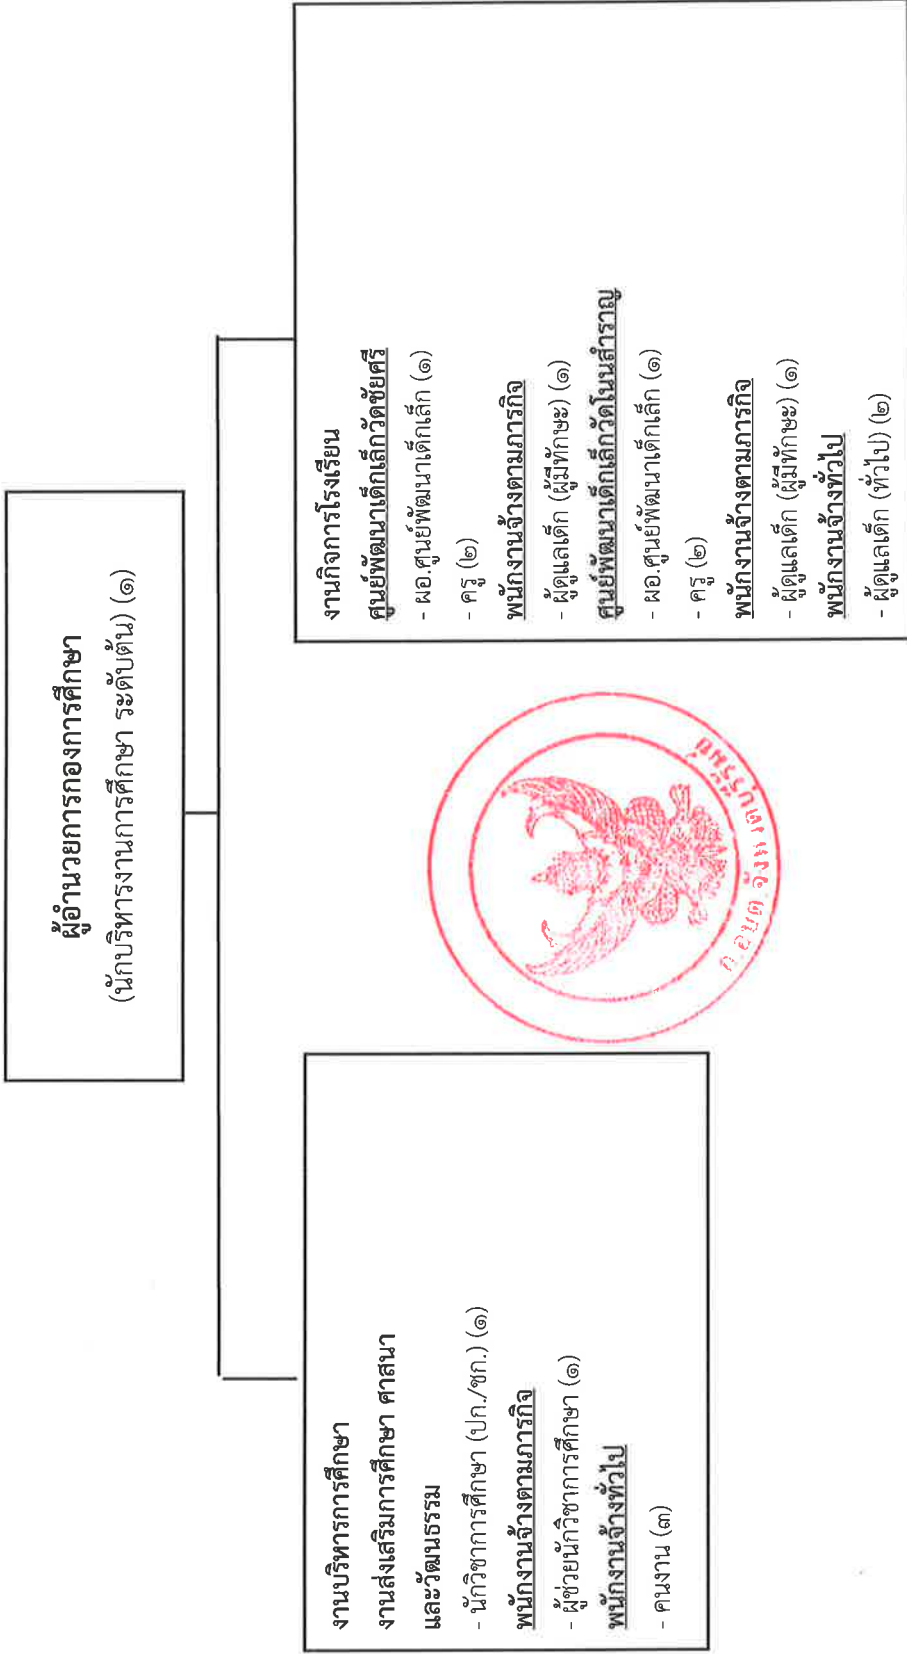 ผู้อำนวยการกองการศึกษา
(นักบริหารงานการศึกษา ระดับต้น) (๑)
งานบริหารการศึกษา
งานส่งเสริมการศึกษา ศาสนา
และวัฒนธรรม
- นักวิชาการศึกษา (ปก./ชก.) (๑)
พนักงานจ้างตามภารกิจ
- ผู้ช่วยนักวิชาการศึกษา (๑)
พนักงานจ้างทั่วไป
- คนงาน (๓)
งานกิจการโรงเรียน
ศูนย์พัฒนาเด็กเล็กวัดชัยศรี
- ผอ.ศูนย์พัฒนาเด็กเล็ก (๑)
- ครู (๒)
พนักงานจ้างตามภารกิจ
- ผู้ดูแลเด็ก (ผู้มีทักษะ) (๑)
ศูนย์พัฒนาเด็กเล็กวัดโนนสำราญ
- ผอ.ศูนย์พัฒนาเด็กเล็ก (๑)
- ครู (๒)
พนักงานจ้างตามภารกิจ
- ผู้ดูแลเด็ก (ผู้มีทักษะ) (๑)
พนักงานจ้างทั่วไป
- ผู้ดูแลเด็ก (ทั่วไป) (๒)